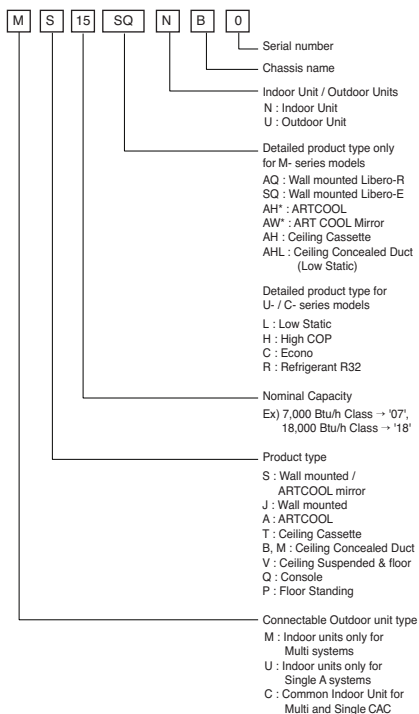 M S 15 SQ N B 0
Serial number
Chassis name
Indoor Unit / Outdoor Units
N : Indoor Unit
U : Outdoor Unit
Detailed product type only
for M- series models
AQ : Wall mounted Libero-R
SQ : Wall mounted Libero-E
AH* : ARTCOOL
AW* : ART COOL Mirror
AH : Ceiling Cassette
AHL : Ceiling Concealed Duct
(Low Static)
Detailed product type for
U- / C- series models
L : Low Static
H : High COP
C : Econo
R : Refrigerant R32
Nominal Capacity
Ex) 7,000 Btu/h Class → '07',
18,000 Btu/h Class → '18'
Product type
S : Wall mounted /
ARTCOOL mirror
J : Wall mounted
A : ARTCOOL
T : Ceiling Cassette
B, M : Ceiling Concealed Duct
V : Ceiling Suspended & floor
Q : Console
P : Floor Standing
Connectable Outdoor unit type
M : Indoor units only for
Multi systems
U : Indoor units only for
Single A systems
C : Common Indoor Unit for
Multi and Single CAC